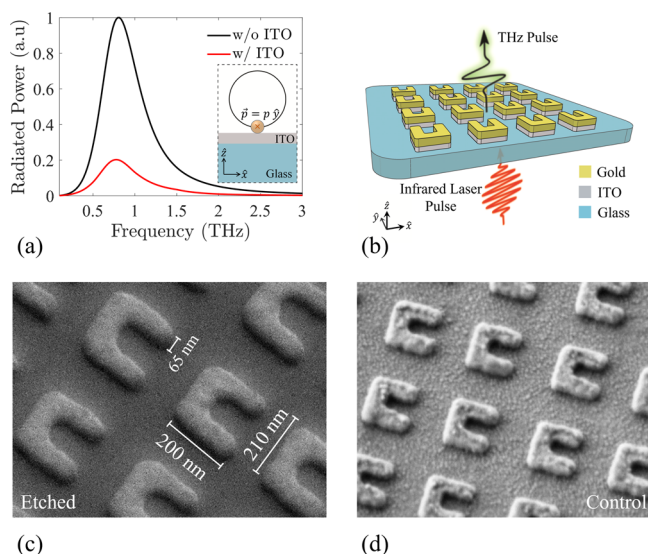 Radiated Power (a.u)
1
0.8
0.6
0.4
0.2
0
0.5
1
1.5
2
2.5
3
Frequency (THz)
w/o ITO
w/ ITO
p⃗ = p ŷ
ITO
ẑ
x̂
Glass
(a)
THz Pulse
Infrared Laser
Pulse
ẑ
ŷ
x̂
Gold
ITO
Glass
(b)
65 nm
200 nm
210 nm
Etched
(c)
Control
(d)